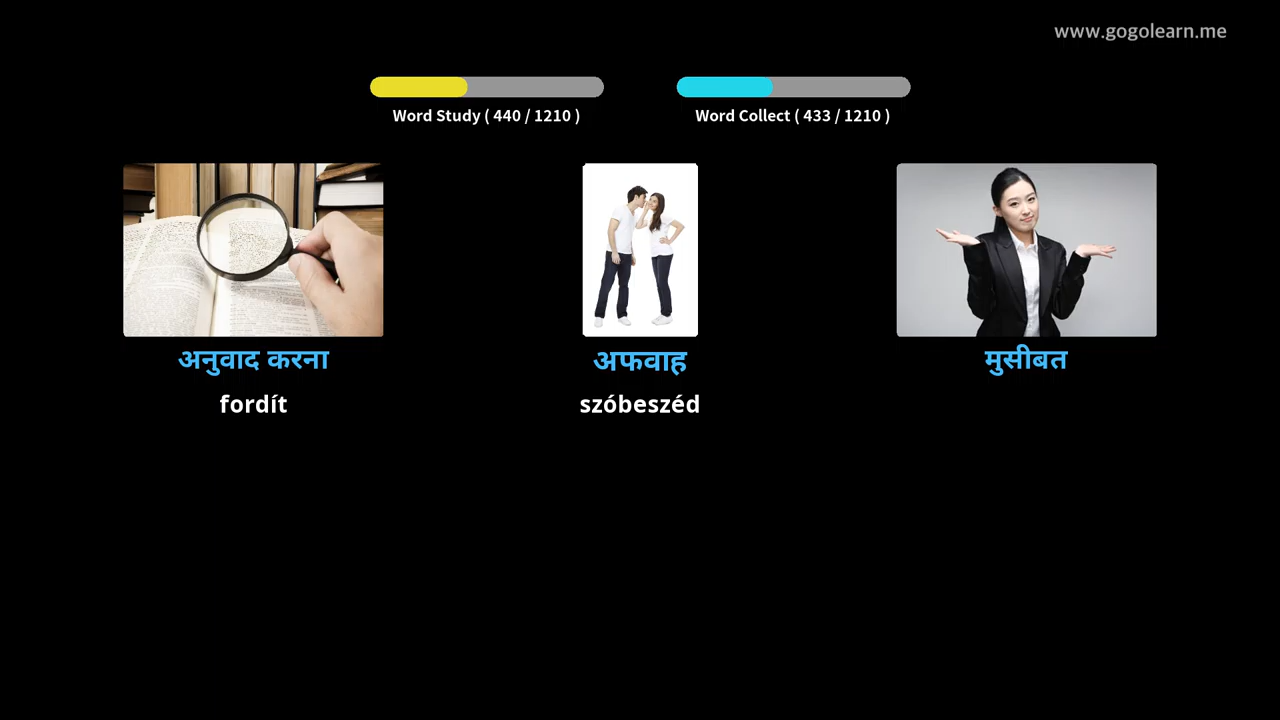 www.gogolearn.me
Word Study ( 440 / 1210 )
Word Collect ( 433 / 1210 )
अनुवाद करना
अफवाह
मुसीबत
fordít
szóbeszéd